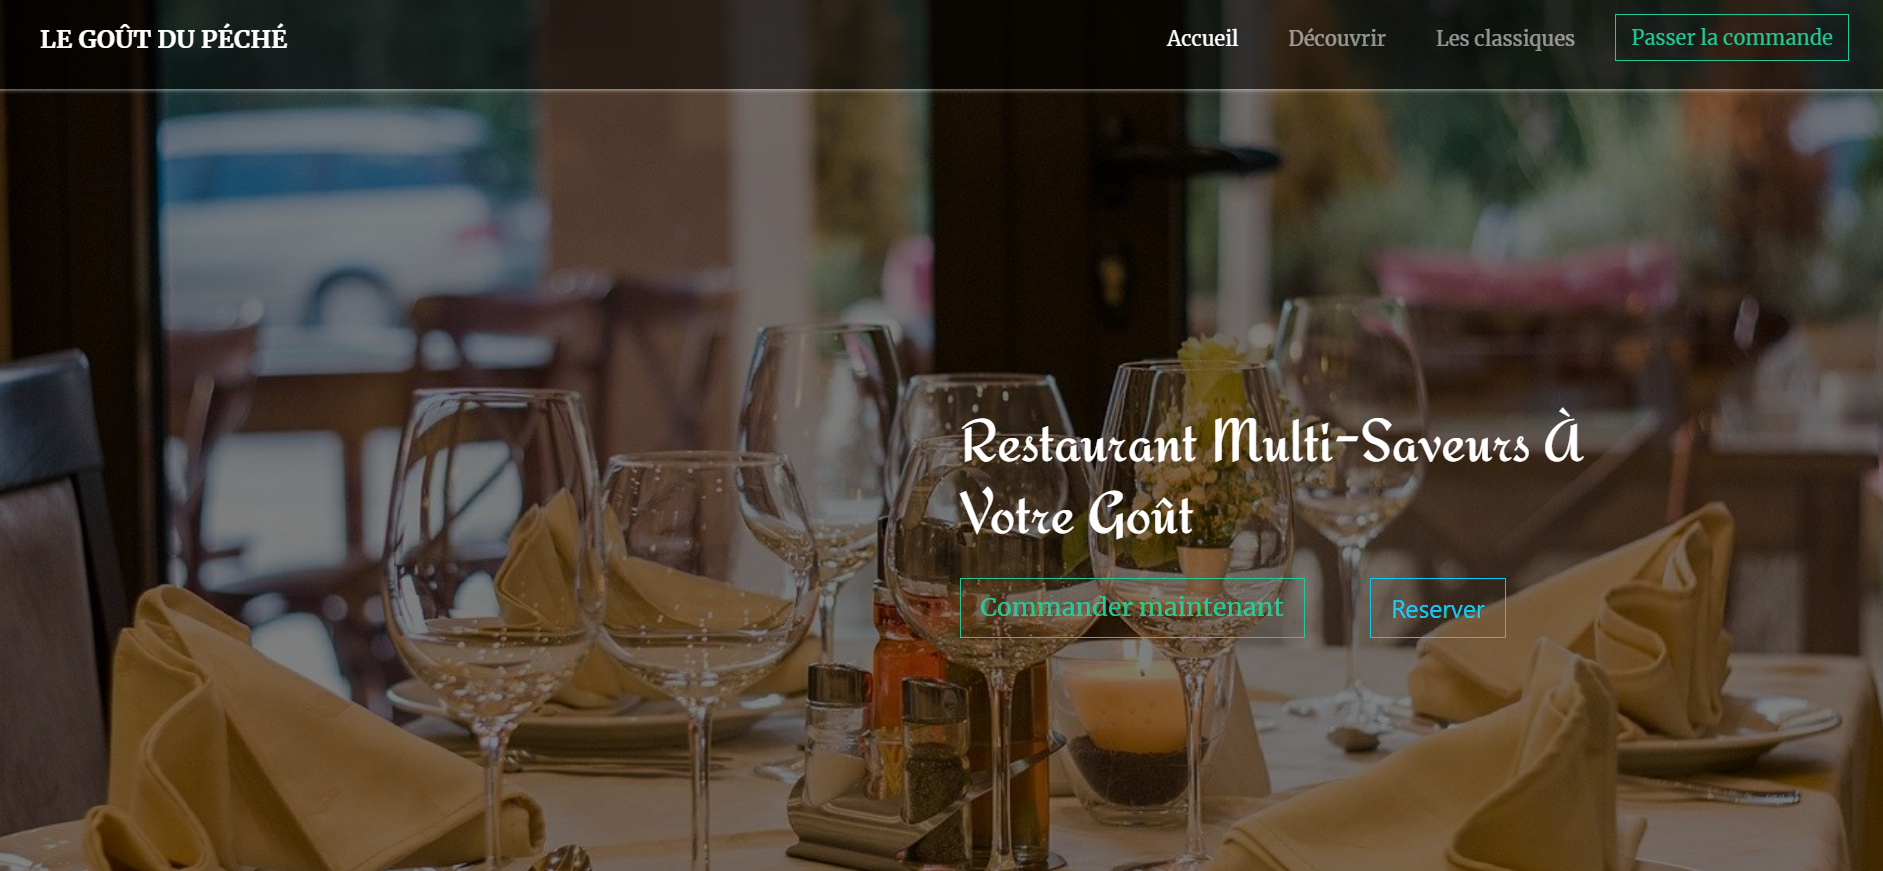 LE GOÛT DU PÉCHÉ
Accueil
Découvrir
Les classiques
Passer la commande
Restaurant Multi-Saveurs À
Votre Goût
Commander maintenant
Reserver